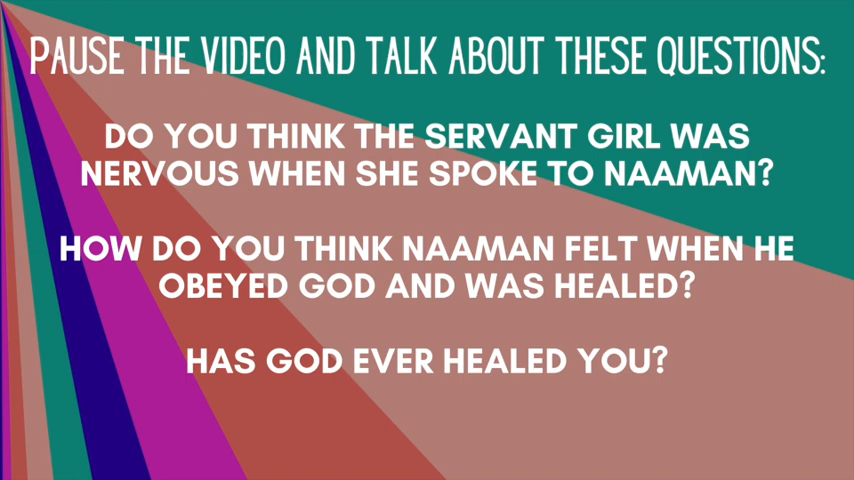 PAUSE THE VIDEO AND TALK ABOUT THESE QUESTIONS:
DO YOU THINK THE SERVANT GIRL WAS
NERVOUS WHEN SHE SPOKE TO NAAMAN?
HOW DO YOU THINK NAAMAN FELT WHEN HE
OBEYED GOD AND WAS HEALED?
HAS GOD EVER HEALED YOU?